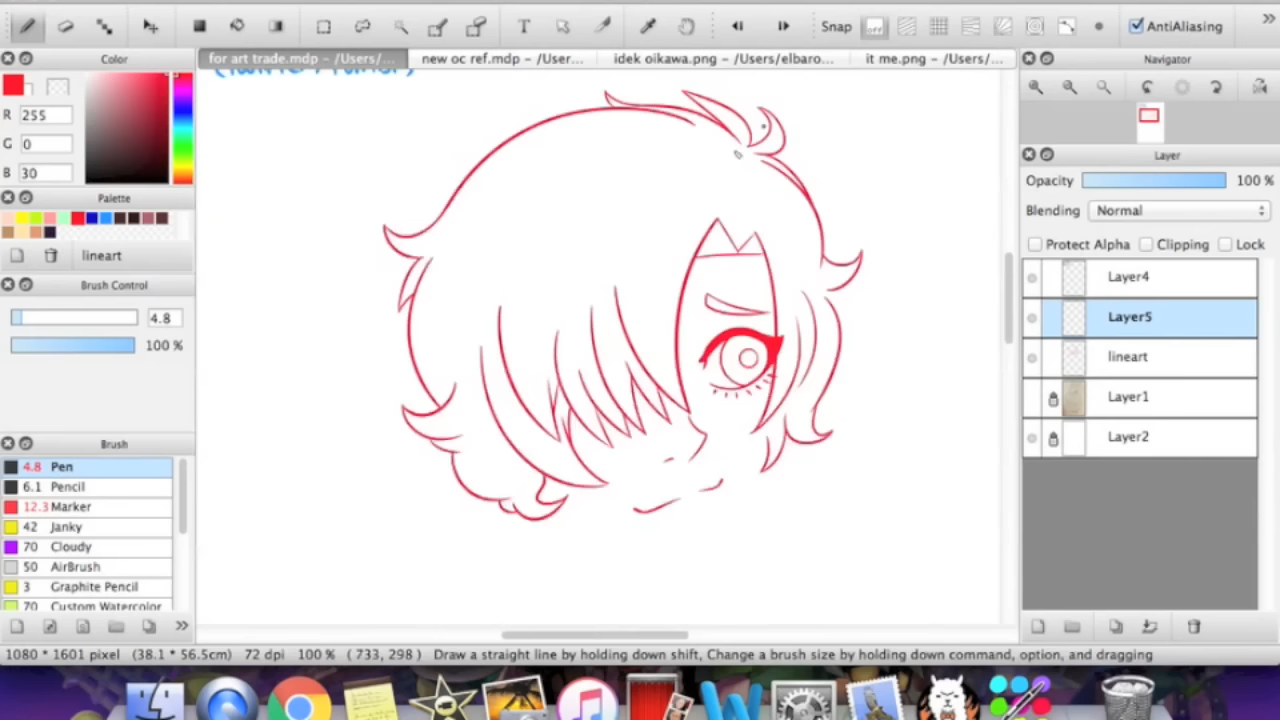 Snap off AntiAliasing »
Color
for art trade.mdp – /Users/...
new oc ref.mdp – /User...
idek oikawa.png – /Users/elbaro...
it me.png – /Users/...
Navigator
R 255
G 0
B 30
Palette
lineart
Brush Control
4.8
100 %
Brush
4.8 Pen
6.1 Pencil
12.3 Marker
42 Janky
70 Cloudy
50 AirBrush
3 Graphite Pencil
70 Custom Watercolor
»
Layer
Opacity 100 %
Blending Normal
Protect Alpha Clipping Lock
Layer4
Layer5
lineart
Layer1
Layer2
1080 * 1601 pixel (38.1 * 56.5cm) 72 dpi 100 % ( 733, 298 ) Draw a straight line by holding down shift, Change a brush size by holding down command, option, and dragging